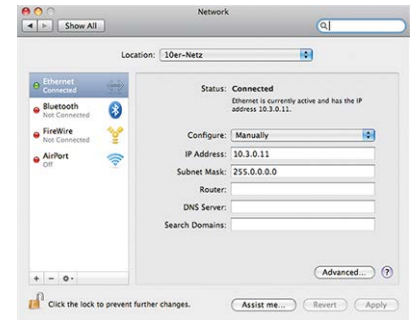 Network
Show All
Location: 10er-Netz
Ethernet
Connected
Bluetooth
Not Connected
FireWire
Not Connected
AirPort
Off
Status: Connected
Ethernet is currently active and has the IP
address 10.3.0.11.
Configure: Manually
IP Address: 10.3.0.11
Subnet Mask: 255.0.0.0
Router:
DNS Server:
Search Domains:
Advanced... ?
Click the lock to prevent further changes.
Assist me... Revert Apply